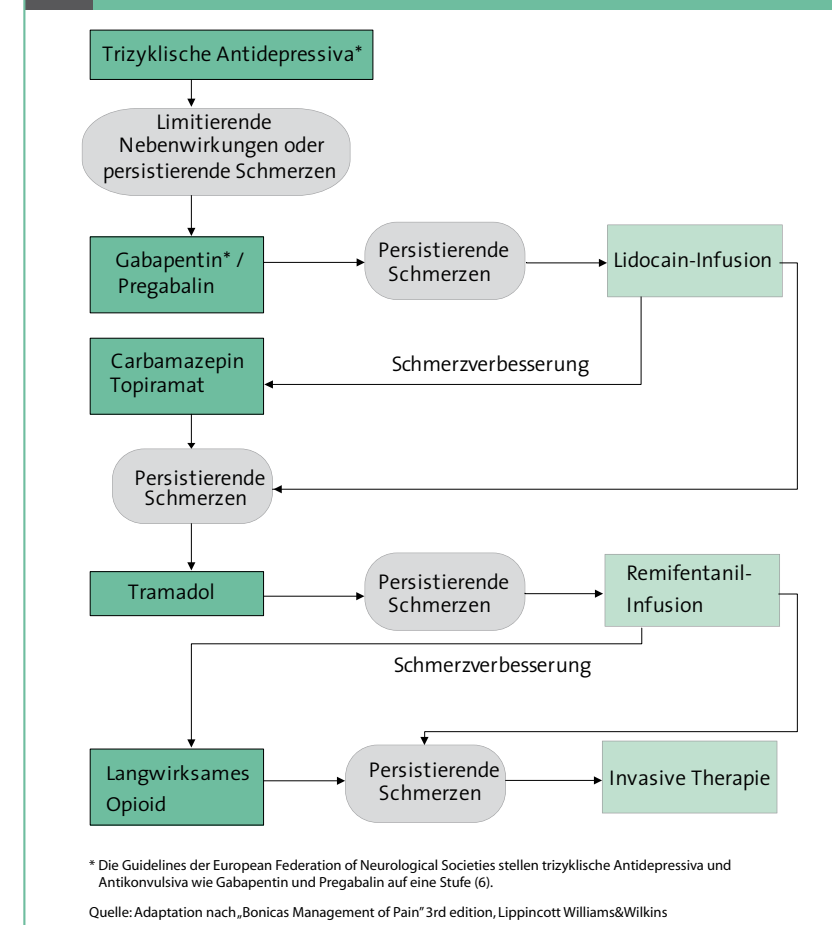 Trizyklische Antidepressiva*
Limitierende
Nebenwirkungen oder
persistierende Schmerzen
Gabapentin* /
Pregabalin
Persistierende
Schmerzen
Lidocain-Infusion
Schmerzverbesserung
Carbamazepin
Topiramat
Persistierende
Schmerzen
Tramadol
Persistierende
Schmerzen
Remifentanil-
Infusion
Schmerzverbesserung
Langwirksames
Opioid
Persistierende
Schmerzen
Invasive Therapie
* Die Guidelines der European Federation of Neurological Societies stellen trizyklische Antidepressiva und
Antikonvulsiva wie Gabapentin und Pregabalin auf eine Stufe (6).
Quelle: Adaptation nach „Bonicas Management of Pain“ 3rd edition, Lippincott Williams&Wilkins